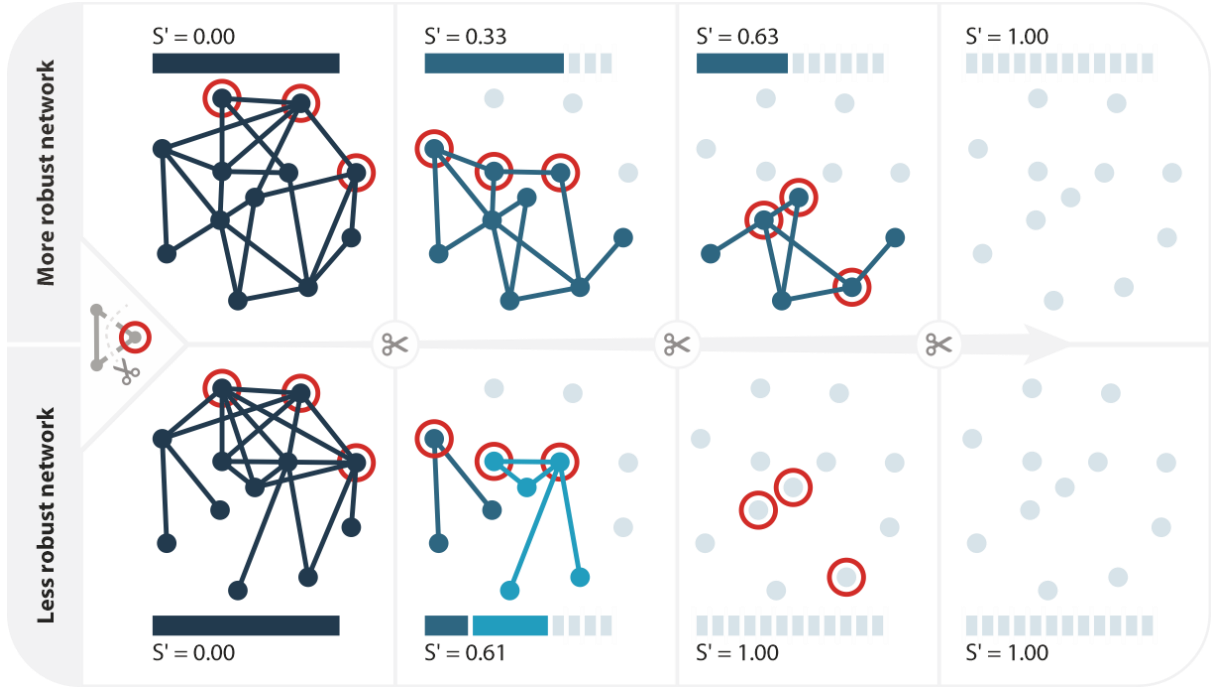 More robust network
S' = 0.00
S' = 0.33
S' = 0.63
S' = 1.00
Less robust network
S' = 0.00
S' = 0.61
S' = 1.00
S' = 1.00